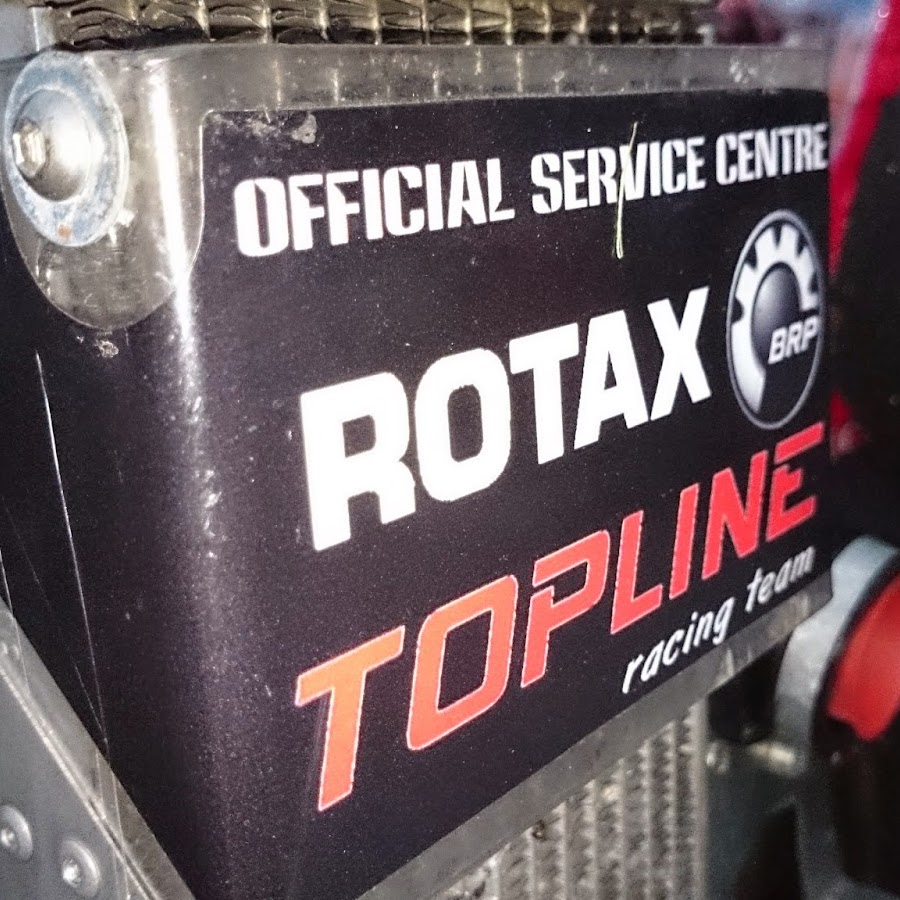 OFFICIAL SERVICE CENTRE
ROTAX
BRP
TOPLINE
racing team